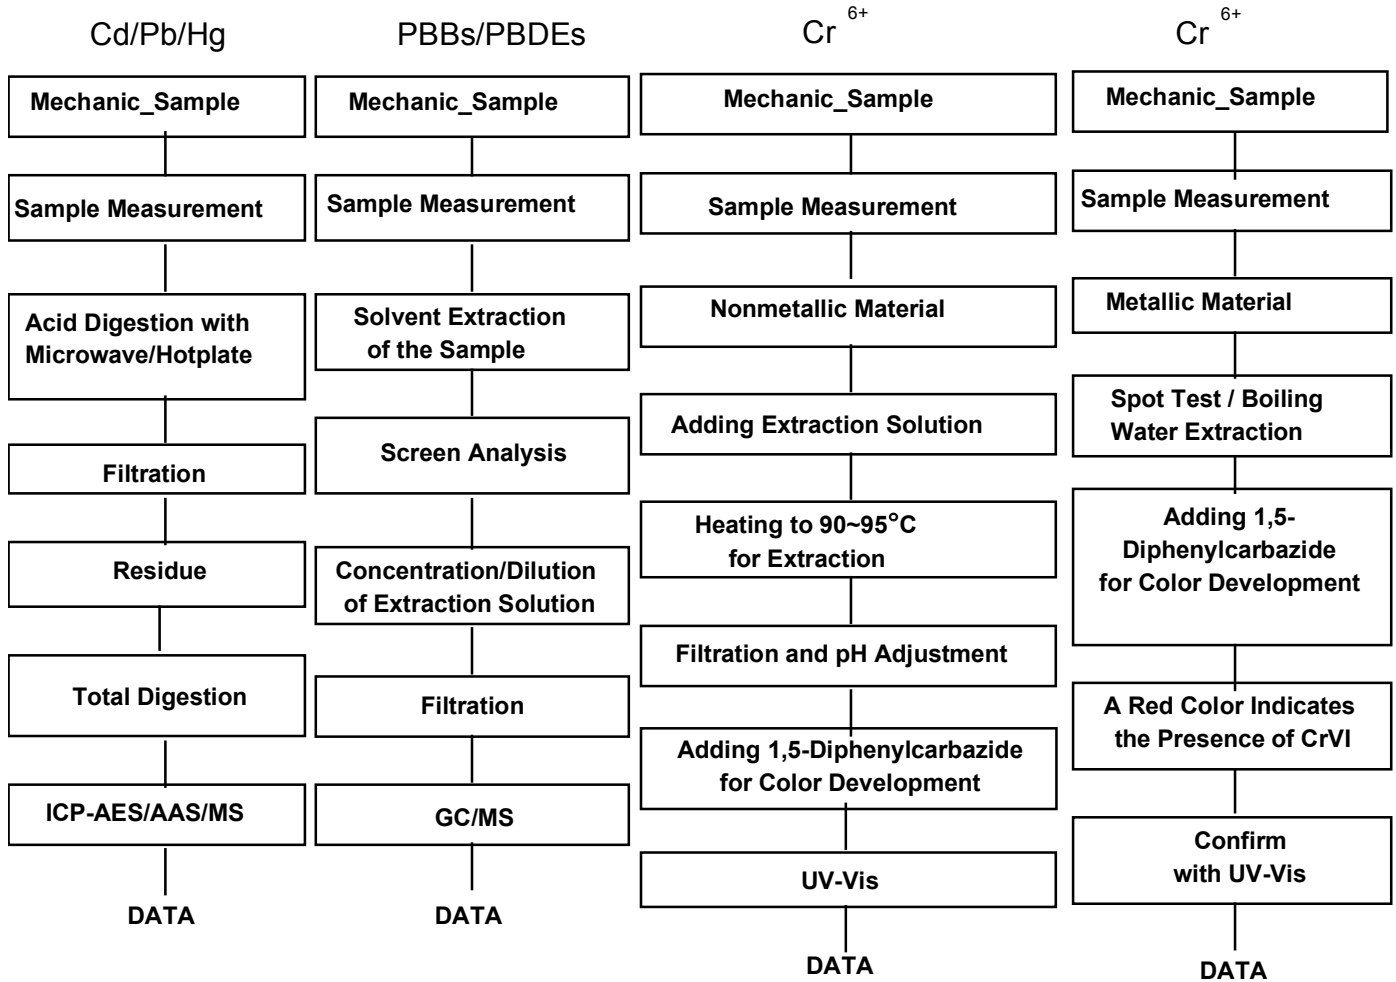 Cd/Pb/Hg
Mechanic_Sample
Sample Measurement
Acid Digestion with
Microwave/Hotplate
Filtration
Residue
Total Digestion
ICP-AES/AAS/MS
DATA
PBBs/PBDEs
Mechanic_Sample
Sample Measurement
Solvent Extraction
of the Sample
Screen Analysis
Concentration/Dilution
of Extraction Solution
Filtration
GC/MS
DATA
Cr 6+
Mechanic_Sample
Sample Measurement
Nonmetallic Material
Adding Extraction Solution
Heating to 90~95°C
for Extraction
Filtration and pH Adjustment
Adding 1,5-Diphenylcarbazide
for Color Development
UV-Vis
DATA
Cr 6+
Mechanic_Sample
Sample Measurement
Metallic Material
Spot Test / Boiling
Water Extraction
Adding 1,5-
Diphenylcarbazide
for Color Development
A Red Color Indicates
the Presence of CrVI
Confirm
with UV-Vis
DATA